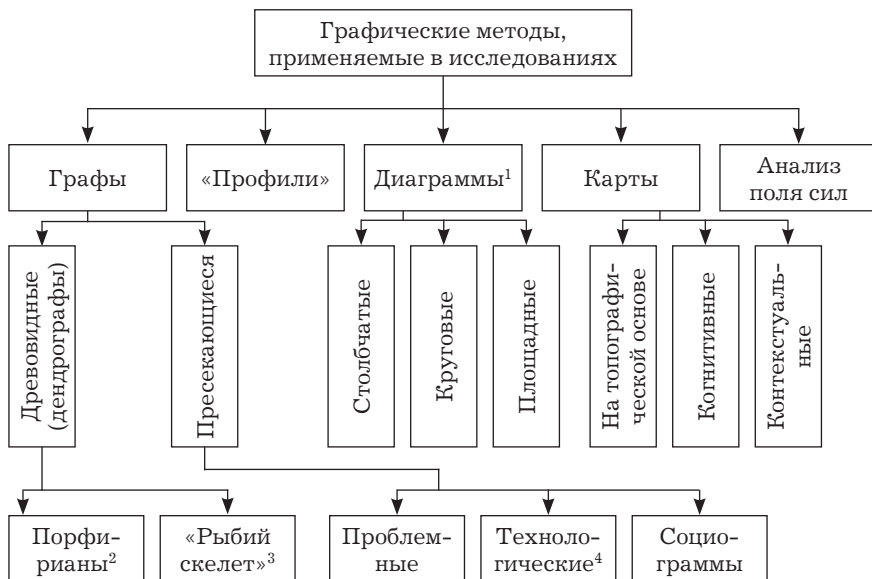 Графические методы,
применяемые в исследованиях
Графы
«Профили»
Диаграммы¹
Карты
Анализ
поля сил
Древовидные
(дендрографы)
Пресекающиеся
Столбчатые
Круговые
Площадные
На топографи-
ческой основе
Когнитивные
Контекстуаль-
ные
Порфи-
рианы²
«Рыбий
скелет»³
Проблем-
ные
Техноло-
гические⁴
Социо-
граммы